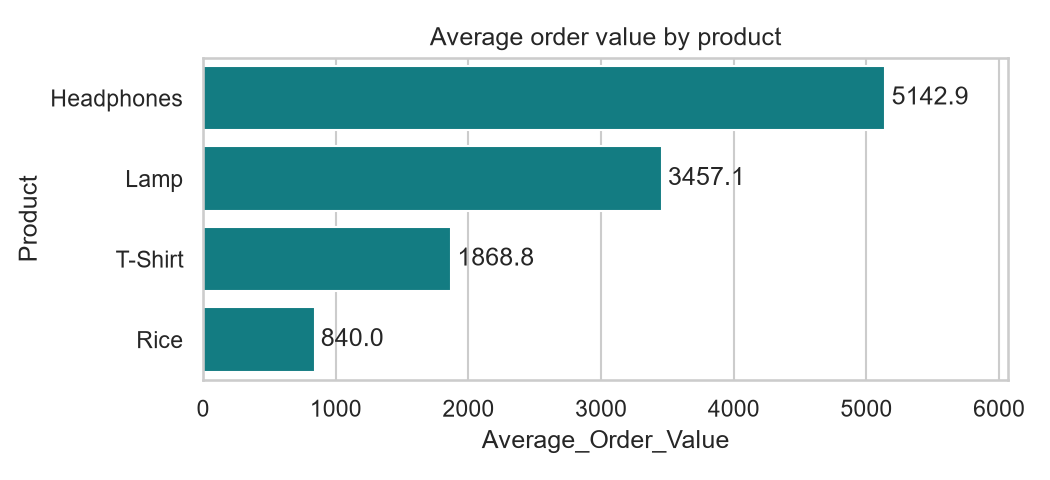 Average order value by product
Product
Headphones 5142.9
Lamp 3457.1
T-Shirt 1868.8
Rice 840.0
0 1000 2000 3000 4000 5000 6000
Average_Order_Value